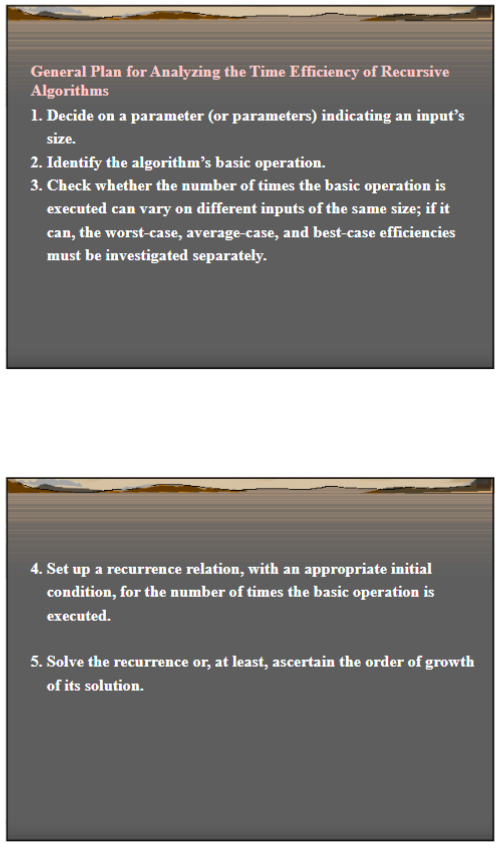 General Plan for Analyzing the Time Efficiency of Recursive
Algorithms
1. Decide on a parameter (or parameters) indicating an input’s
size.
2. Identify the algorithm’s basic operation.
3. Check whether the number of times the basic operation is
executed can vary on different inputs of the same size; if it
can, the worst-case, average-case, and best-case efficiencies
must be investigated separately.
4. Set up a recurrence relation, with an appropriate initial
condition, for the number of times the basic operation is
executed.
5. Solve the recurrence or, at least, ascertain the order of growth
of its solution.